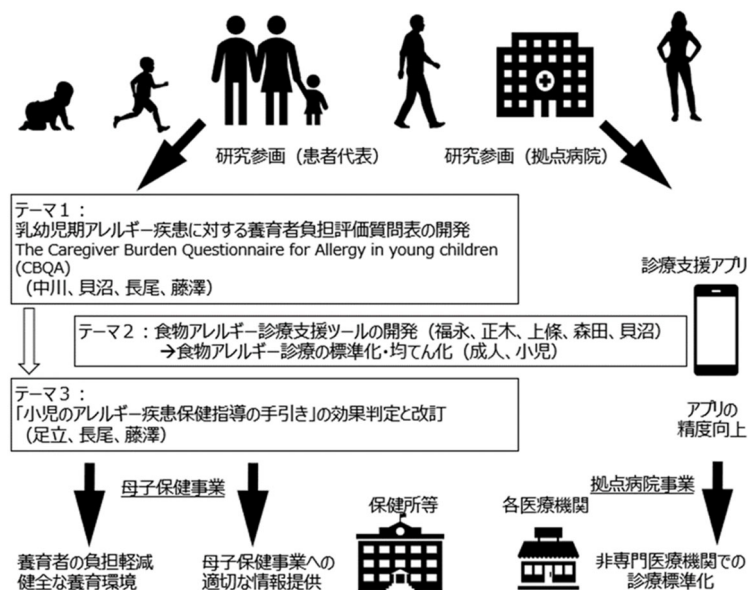 研究参画（患者代表）
研究参画（拠点病院）
テーマ１：
乳幼児期アレルギー疾患に対する養育者負担評価質問表の開発
The Caregiver Burden Questionnaire for Allergy in young children
(CBQA)
（中川、貝沼、長尾、藤澤）
診療支援アプリ
テーマ２：食物アレルギー診療支援ツールの開発（福永、正木、上條、森田、貝沼）
→食物アレルギー診療の標準化・均てん化（成人、小児）
テーマ３：
「小児のアレルギー疾患保健指導の手引き」の効果判定と改訂
（足立、長尾、藤澤）
アプリの
精度向上
母子保健事業
保健所等
各医療機関
拠点病院事業
養育者の負担軽減
健全な養育環境
母子保健事業への
適切な情報提供
非専門医療機関での
診療標準化